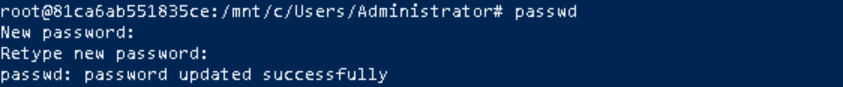 root@81ca6ab551835ce:/mnt/c/Users/Administrator# passwd
New password:
Retype new password:
passwd: password updated successfully